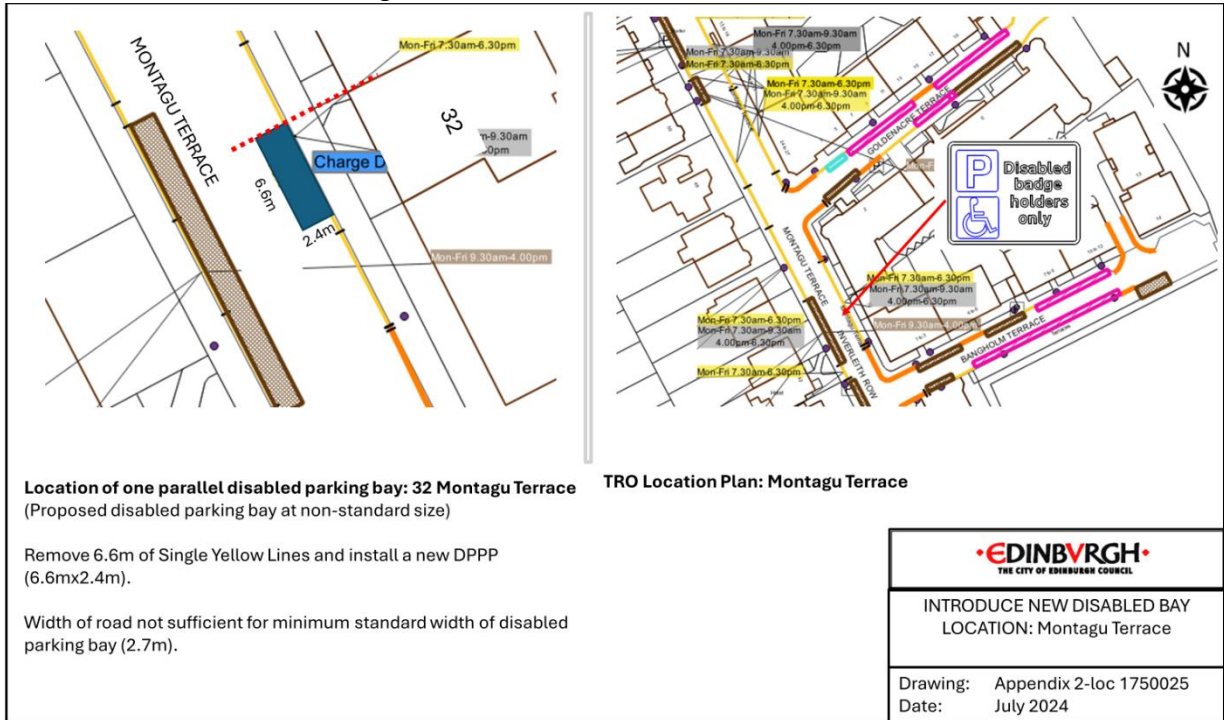 MONTAGU TERRACE
Mon-Fri 7.30am-6.30pm
32
m-9.30am
Charge D
6.6m
2.4m
Mon-Fri 9.30am-4.00pm
Mon-Fri 7.30am-9.30am
4.00pm-6.30pm
Mon-Fri 7.30am-9.30am
Mon-Fri 7.30am-6.30pm
Mon-Fri 7.30am-6.30pm
Mon-Fri 7.30am-9.30am
4.00pm-6.30pm
N
GOLDENACRE TERRACE
P
Disabled
badge
holders
only
MONTAGU TERRACE
Mon-Fri 7.30am-6.30pm
Mon-Fri 7.30am-9.30am
4.00pm-6.30pm
Mon-Fri 9.30am-4.00pm
Mon-Fri 7.30am-6.30pm
Mon-Fri 7.30am-9.30am
4.00pm-6.30pm
Mon-Fri 7.30am-6.30pm
INVERLEITH ROW
BANGHOLM TERRACE
Location of one parallel disabled parking bay: 32 Montagu Terrace
(Proposed disabled parking bay at non-standard size)
Remove 6.6m of Single Yellow Lines and install a new DPPP
(6.6mx2.4m).
Width of road not sufficient for minimum standard width of disabled
parking bay (2.7m).
TRO Location Plan: Montagu Terrace
•EDINBVRGH•
THE CITY OF EDINBURGH COUNCIL
INTRODUCE NEW DISABLED BAY
LOCATION: Montagu Terrace
Drawing: Appendix 2-loc 1750025
Date: July 2024